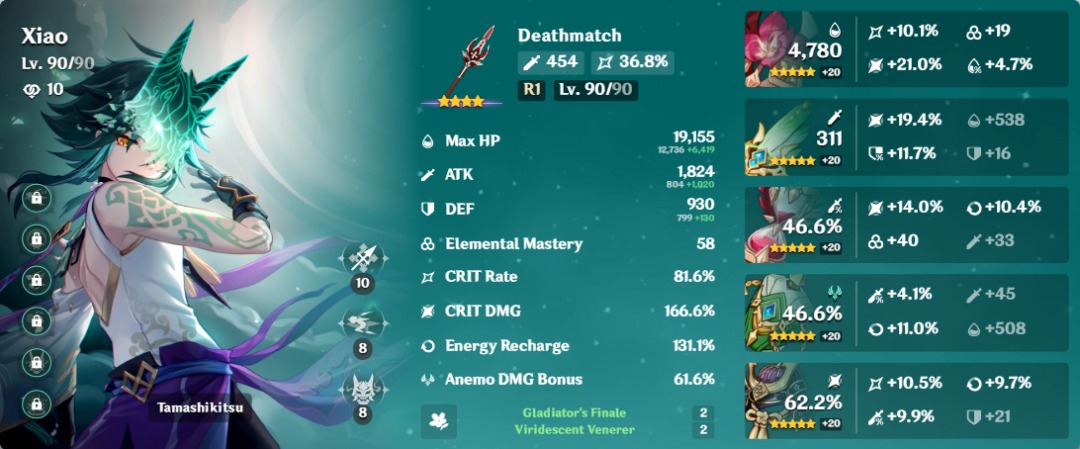 Xiao
Lv. 90/90
10
10
8
8
Tamashikitsu
Deathmatch
454 36.8%
R1 Lv. 90/90
Max HP 19,155
12,736 +6,419
ATK 1,824
804 +1,020
DEF 930
799 +130
Elemental Mastery 58
CRIT Rate 81.6%
CRIT DMG 166.6%
Energy Recharge 131.1%
Anemo DMG Bonus 61.6%
Gladiator's Finale 2
Viridescent Venerer 2
4,780
+20
+10.1% +19
+21.0% +4.7%
311
+20
+19.4% +538
+11.7% +16
46.6%
+20
+14.0% +10.4%
+40 +33
46.6%
+20
+4.1% +45
+11.0% +508
62.2%
+20
+10.5% +9.7%
+9.9% +21